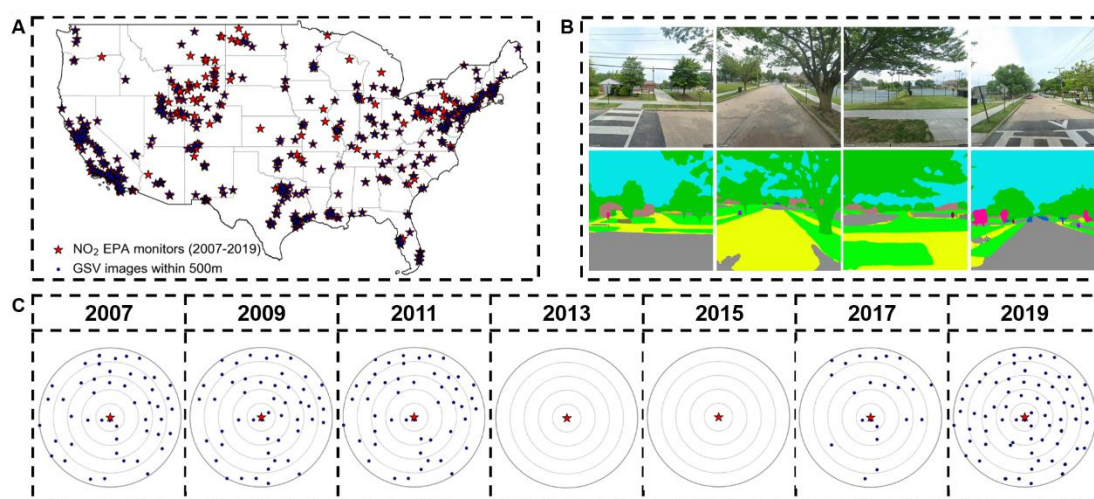 A
B
★ NO₂ EPA monitors (2007-2019)
• GSV images within 500m
C
2007 2009 2011 2013 2015 2017 2019